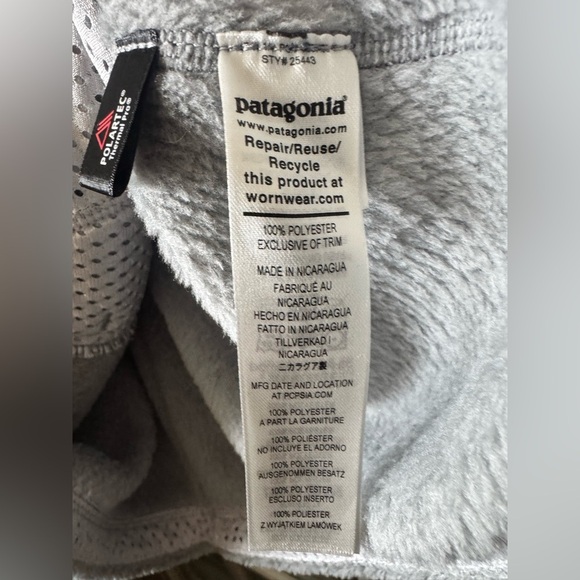 STY# 25443
patagonia®
www.patagonia.com
Repair/Reuse/
Recycle
this product at
wornwear.com
100% POLYESTER
EXCLUSIVE OF TRIM
MADE IN NICARAGUA
FABRIQUÉ AU
NICARAGUA
HECHO EN NICARAGUA
FATTO IN NICARAGUA
TILLVERKAD I
NICARAGUA
ニカラグア製
MFG DATE AND LOCATION
AT PCPSIA.COM
100% POLYESTER
A PART LA GARNITURE
100% POLIÉSTER
NO INCLUYE EL ADORNO
100% POLYESTER
AUSGENOMMEN BESATZ
100% POLYESTER
ESCLUSO INSERTO
100% POLYESTER
Z WYJĄTKIEM LAMÓWEK
POLARTEC®
Thermal Pro®